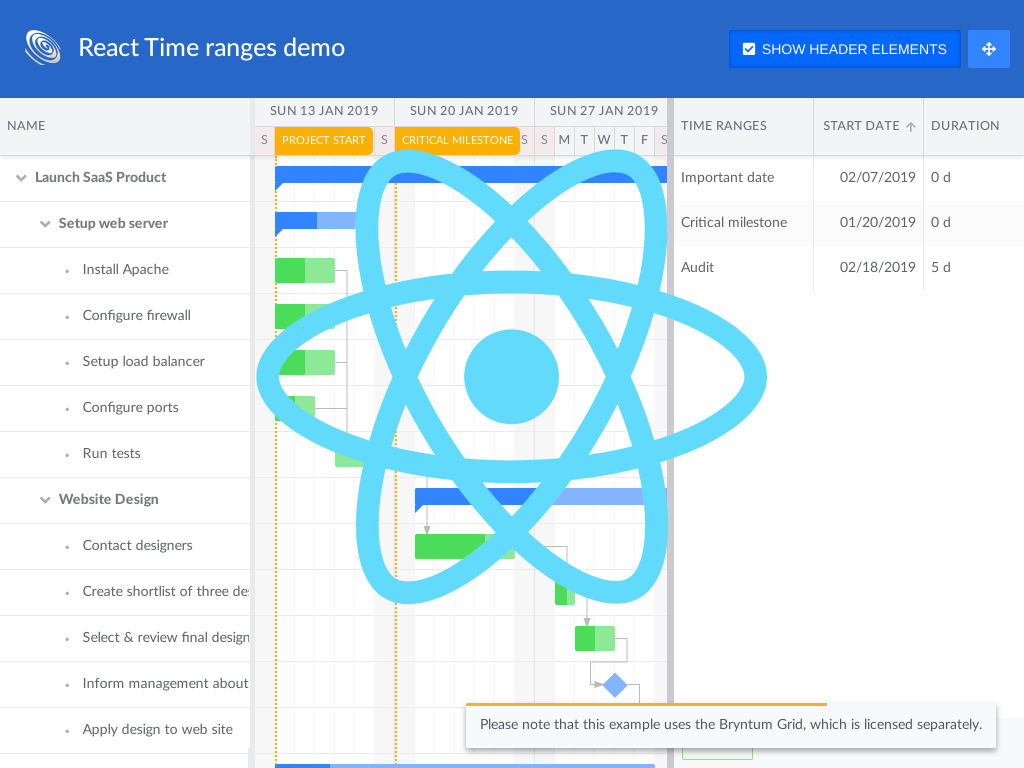 React Time ranges demo
SHOW HEADER ELEMENTS
NAME
SUN 13 JAN 2019
SUN 20 JAN 2019
SUN 27 JAN 2019
S PROJECT START S CRITICAL MILESTONE S S M T W T F S
TIME RANGES
START DATE
DURATION
Launch SaaS Product
Important date 02/07/2019 0 d
Setup web server
Critical milestone 01/20/2019 0 d
Install Apache
Audit 02/18/2019 5 d
Configure firewall
Setup load balancer
Configure ports
Run tests
Website Design
Contact designers
Create shortlist of three des
Select & review final design
Inform management about
Apply design to web site
Please note that this example uses the Bryntum Grid, which is licensed separately.